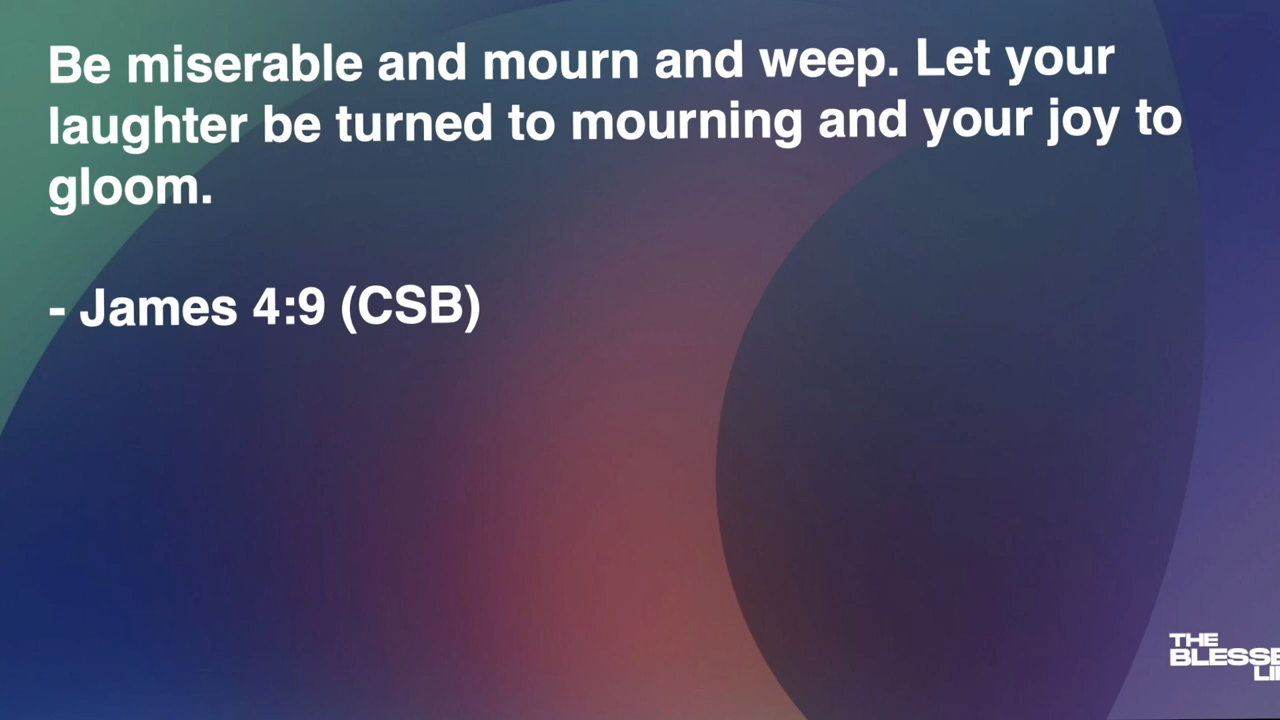 Be miserable and mourn and weep. Let your
laughter be turned to mourning and your joy to
gloom.
- James 4:9 (CSB)
THE